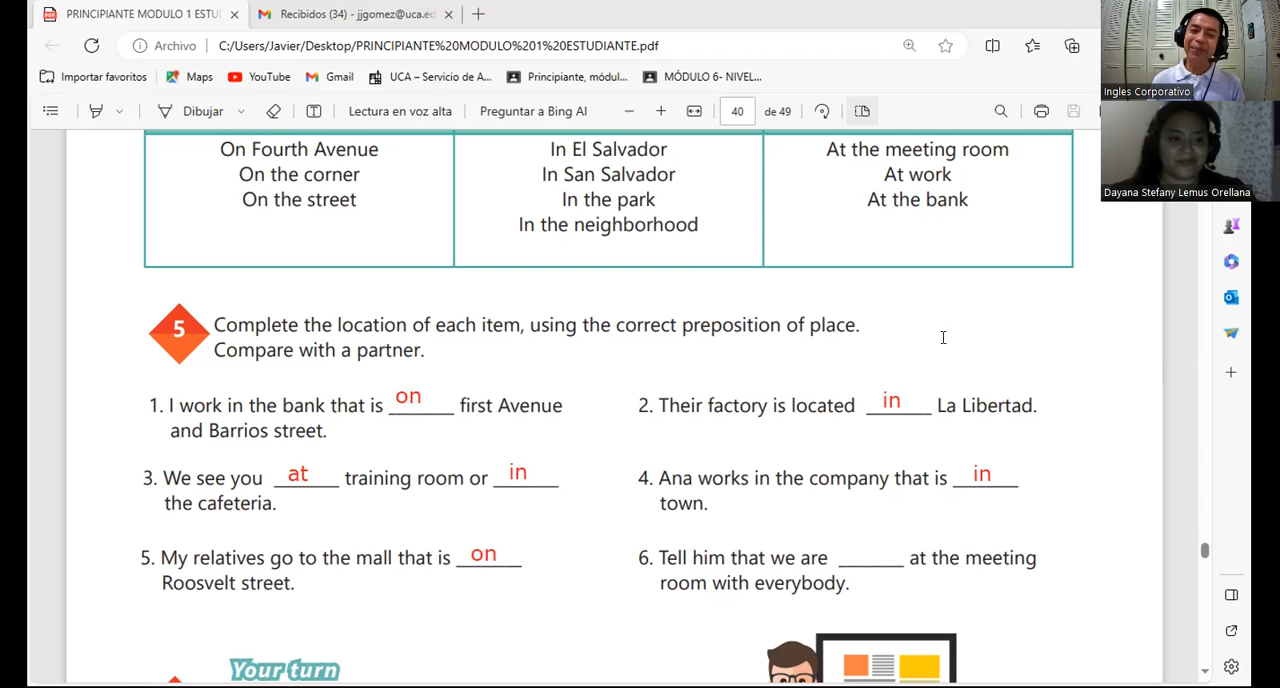 PRINCIPIANTE MODULO 1 ESTU
Recibidos (34) - jjgomez@uca.ed
Archivo
C:/Users/Javier/Desktop/PRINCIPIANTE%20MODULO%201%20ESTUDIANTE.pdf
Importar favoritos
Maps
YouTube
Gmail
UCA – Servicio de A...
Principiante, módul...
MÓDULO 6- NIVEL...
Dibujar
Lectura en voz alta
Preguntar a Bing AI
40
de 49
Ingles Corporativo
Dayana Stefany Lemus Orellana
On Fourth Avenue
On the corner
On the street
In El Salvador
In San Salvador
In the park
In the neighborhood
At the meeting room
At work
At the bank
5
Complete the location of each item, using the correct preposition of place.
Compare with a partner.
1. I work in the bank that is on first Avenue
and Barrios street.
2. Their factory is located in La Libertad.
3. We see you at training room or in
the cafeteria.
4. Ana works in the company that is in
town.
5. My relatives go to the mall that is on
Roosvelt street.
6. Tell him that we are _______ at the meeting
room with everybody.
Your turn